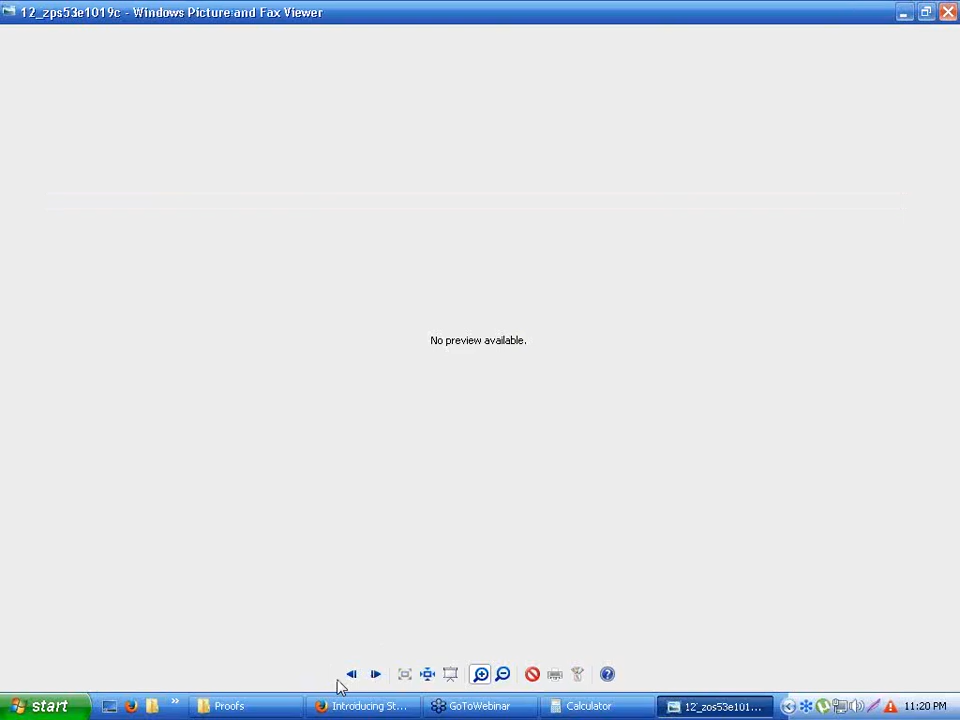 12_zps53e1019c - Windows Picture and Fax Viewer
No preview available.
start
Proofs
Introducing St...
GoToWebinar
Calculator
12_zps53e101...
11:20 PM